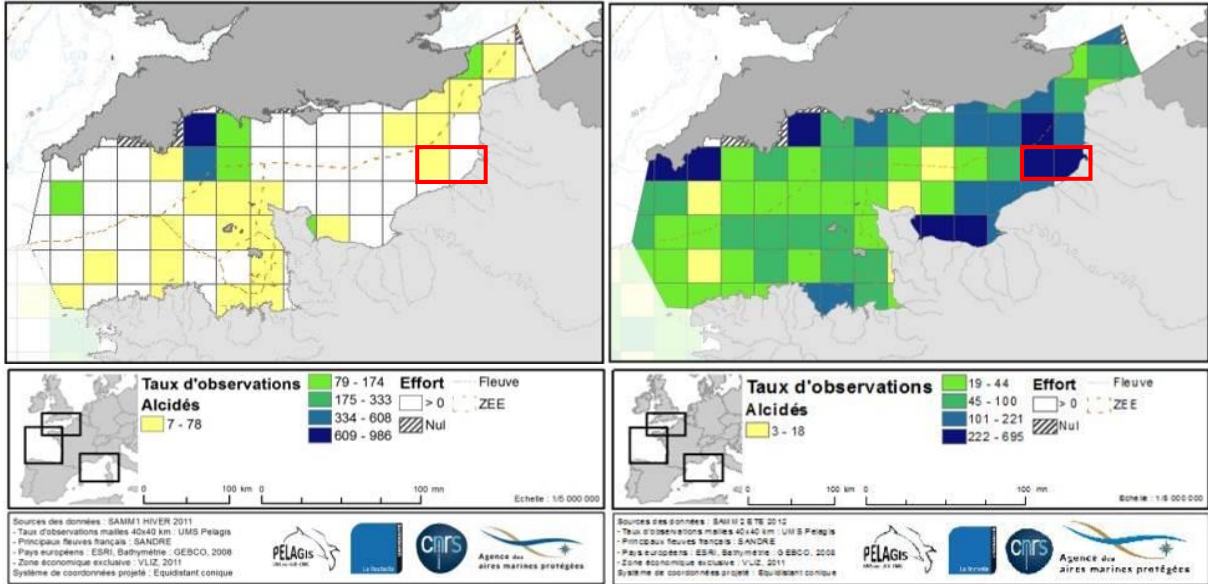 Taux d'observations
Alcidés
7 - 78
79 - 174
175 - 333
334 - 608
609 - 986
Effort
> 0
Nul
Fleuve
ZEE
100 km
0
100 mn
Echelle : 1/5 000 000
Sources des données : SAMM1 HIVER 2011
- Taux d'observations mailles 40x40 km : UMS Pelagis
- Principaux fleuves français : SANDRE
- Pays européens : ESRI, Bathymétrie : GEBCO, 2008
- Zone économique exclusive : VLIZ, 2011
Système de coordonnées projeté : Equidistant conique
PELAGIS
La Rochelle
cnrs
Agence des
aires marines protégées
Taux d'observations
Alcidés
3 - 18
19 - 44
45 - 100
101 - 221
222 - 695
Effort
> 0
Nul
Fleuve
ZEE
100 km
0
100 mn
Echelle : 1/5 000 000
Sources des données : SAMM2 ETE 2012
- Taux d'observations mailles 40x40 km : UMS Pelagis
- Principaux fleuves français : SANDRE
- Pays européens : ESRI, Bathymétrie : GEBCO, 2008
- Zone économique exclusive : VLIZ, 2011
Système de coordonnées projeté : Equidistant conique
PELAGIS
La Rochelle
cnrs
Agence des
aires marines protégées